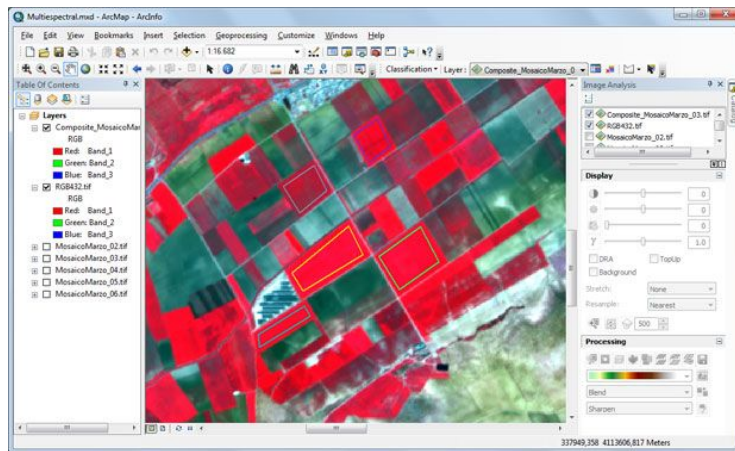 Multiespectral.mxd - ArcMap - ArcInfo
File Edit View Bookmarks Insert Selection Geoprocessing Customize Windows Help
1:16.682
Classification Layer: Composite_MosaicoMarzo_0
Table Of Contents
Layers
Composite_MosaicoMar
RGB
Red: Band_1
Green: Band_2
Blue: Band_3
RGB432.tif
RGB
Red: Band_1
Green: Band_2
Blue: Band_3
MosaicoMarzo_02.tif
MosaicoMarzo_03.tif
MosaicoMarzo_04.tif
MosaicoMarzo_05.tif
MosaicoMarzo_06.tif
Image Analysis
Composite_MosaicoMarzo_03.tif
RGB432.tif
MosaicoMarzo_02.tif
Display
0
0
0
γ 1.0
DRA TopUp
Background
Stretch: None
Resample: Nearest
500
Processing
Blend
Sharpen
337949,358 4113606,817 Meters